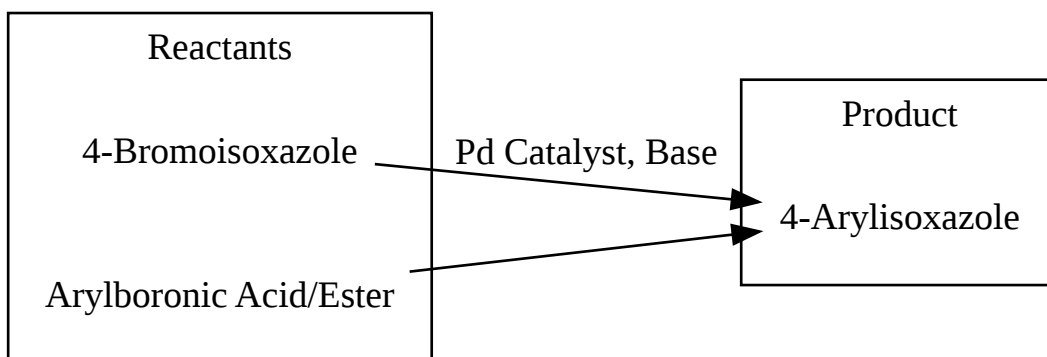 Reactants
4-Bromoisoxazole
Arylboronic Acid/Ester
Pd Catalyst, Base
Product
4-Arylisoxazole